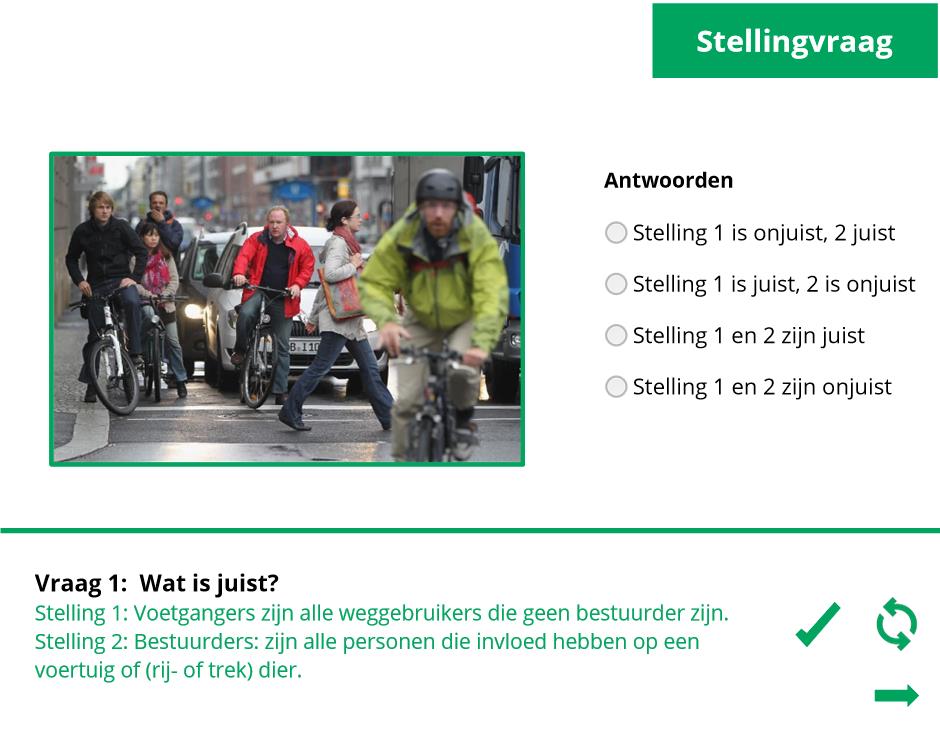 Stellingvraag
Antwoorden
Stelling 1 is onjuist, 2 juist
Stelling 1 is juist, 2 is onjuist
Stelling 1 en 2 zijn juist
Stelling 1 en 2 zijn onjuist
Vraag 1: Wat is juist?
Stelling 1: Voetgangers zijn alle weggebruikers die geen bestuurder zijn.
Stelling 2: Bestuurders: zijn alle personen die invloed hebben op een
voertuig of (rij- of trek) dier.